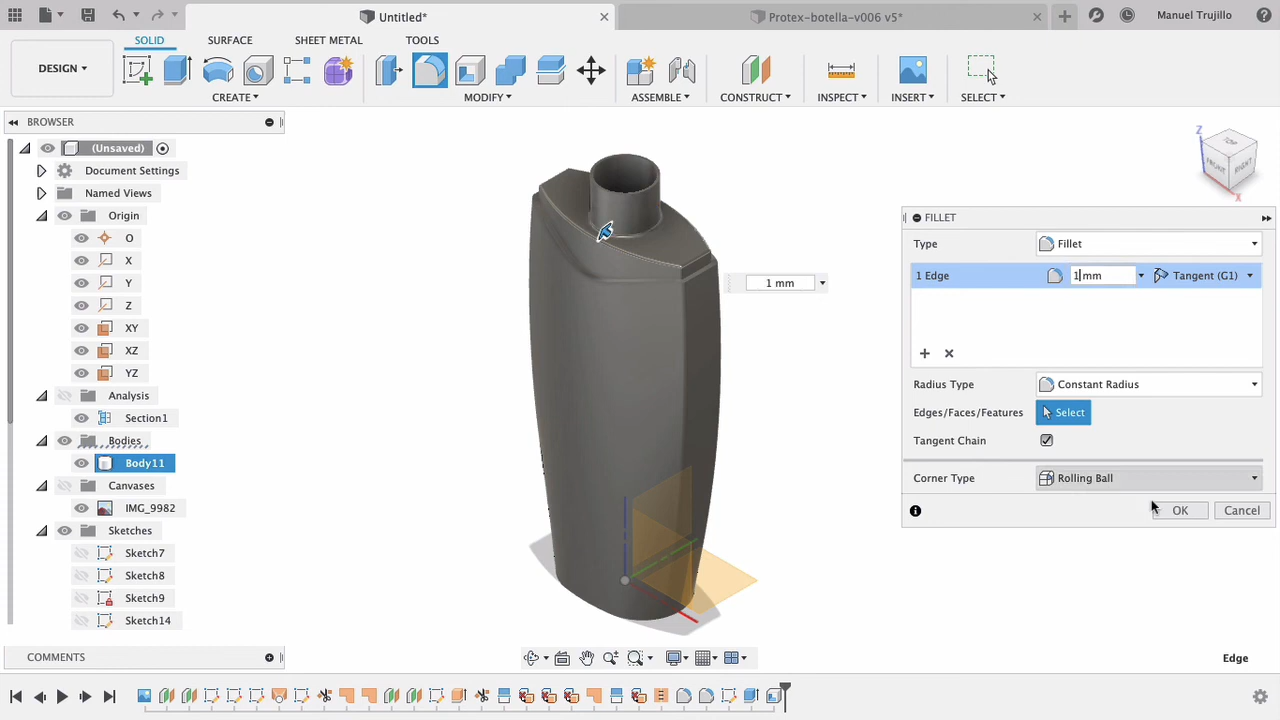 Untitled*
Protex-botella-v006 v5*
Manuel Trujillo
DESIGN
SOLID
SURFACE
SHEET METAL
TOOLS
CREATE
MODIFY
ASSEMBLE
CONSTRUCT
INSPECT
INSERT
SELECT
BROWSER
(Unsaved)
Document Settings
Named Views
Origin
O
X
Y
Z
XY
XZ
YZ
Analysis
Section1
Bodies
Body11
Canvases
IMG_9982
Sketches
Sketch7
Sketch8
Sketch9
Sketch14
COMMENTS
Z
TOP
FRONT
RIGHT
X
1 mm
FILLET
Type
Fillet
1 Edge
1 mm
Tangent (G1)
Radius Type
Constant Radius
Edges/Faces/Features
Select
Tangent Chain
Corner Type
Rolling Ball
OK
Cancel
Edge